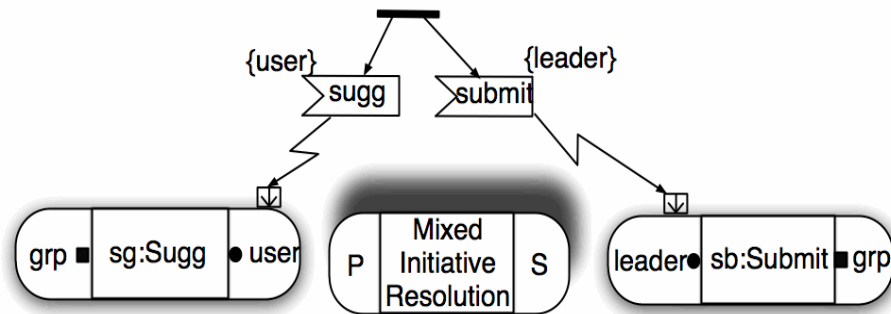 {user}
{leader}
sugg
submit
grp
sg:Sugg
user
P
Mixed
Initiative
Resolution
S
leader
sb:Submit
grp